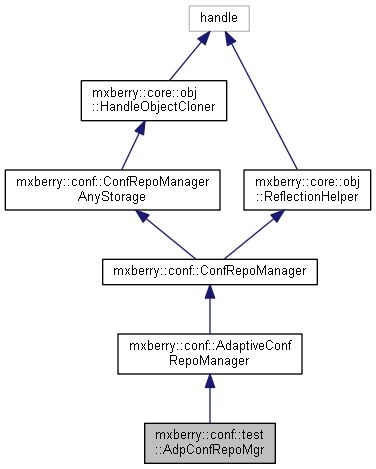 handle
mxberry::core::obj
::HandleObjectCloner
mxberry::conf::ConfRepoManager
AnyStorage
mxberry::core::obj
::ReflectionHelper
mxberry::conf::ConfRepoManager
mxberry::conf::AdaptiveConf
RepoManager
mxberry::conf::test
::AdpConfRepoMgr